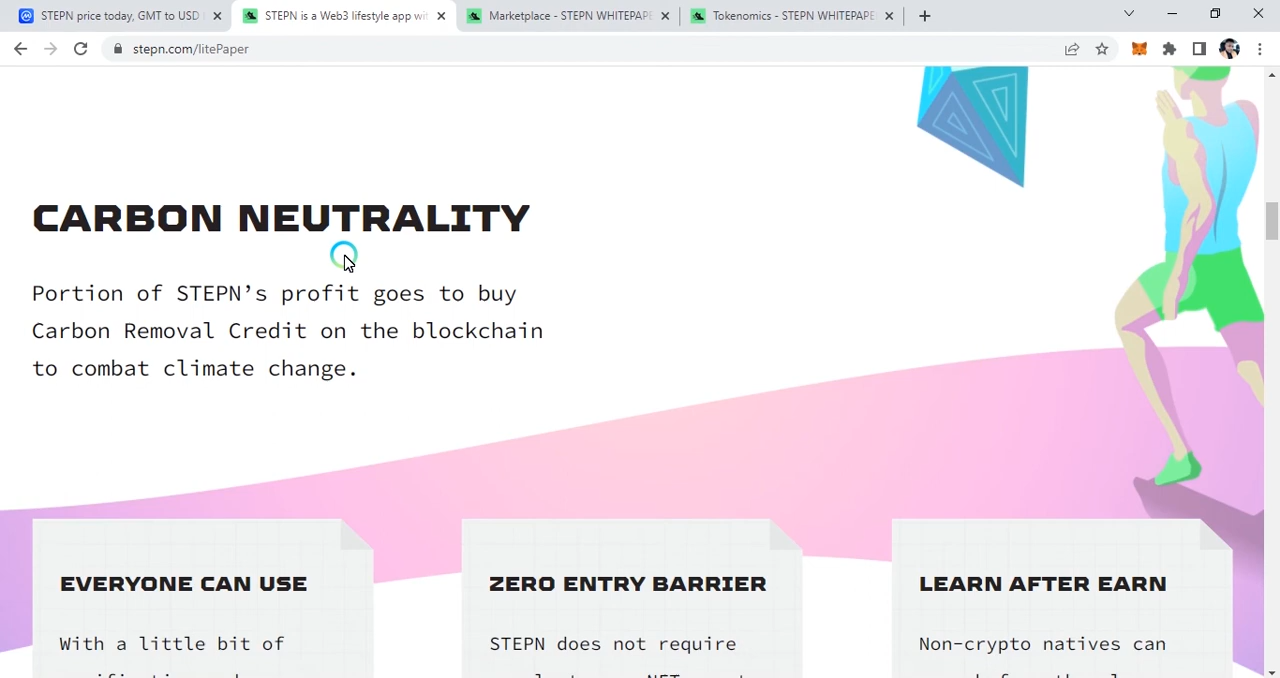 STEPN price today, GMT to USD
STEPN is a Web3 lifestyle app wit
Marketplace - STEPN WHITEPAPE
Tokenomics - STEPN WHITEPAPE
stepn.com/litePaper
CARBON NEUTRALITY
Portion of STEPN’s profit goes to buy
Carbon Removal Credit on the blockchain
to combat climate change.
EVERYONE CAN USE
With a little bit of
ZERO ENTRY BARRIER
STEPN does not require
LEARN AFTER EARN
Non-crypto natives can